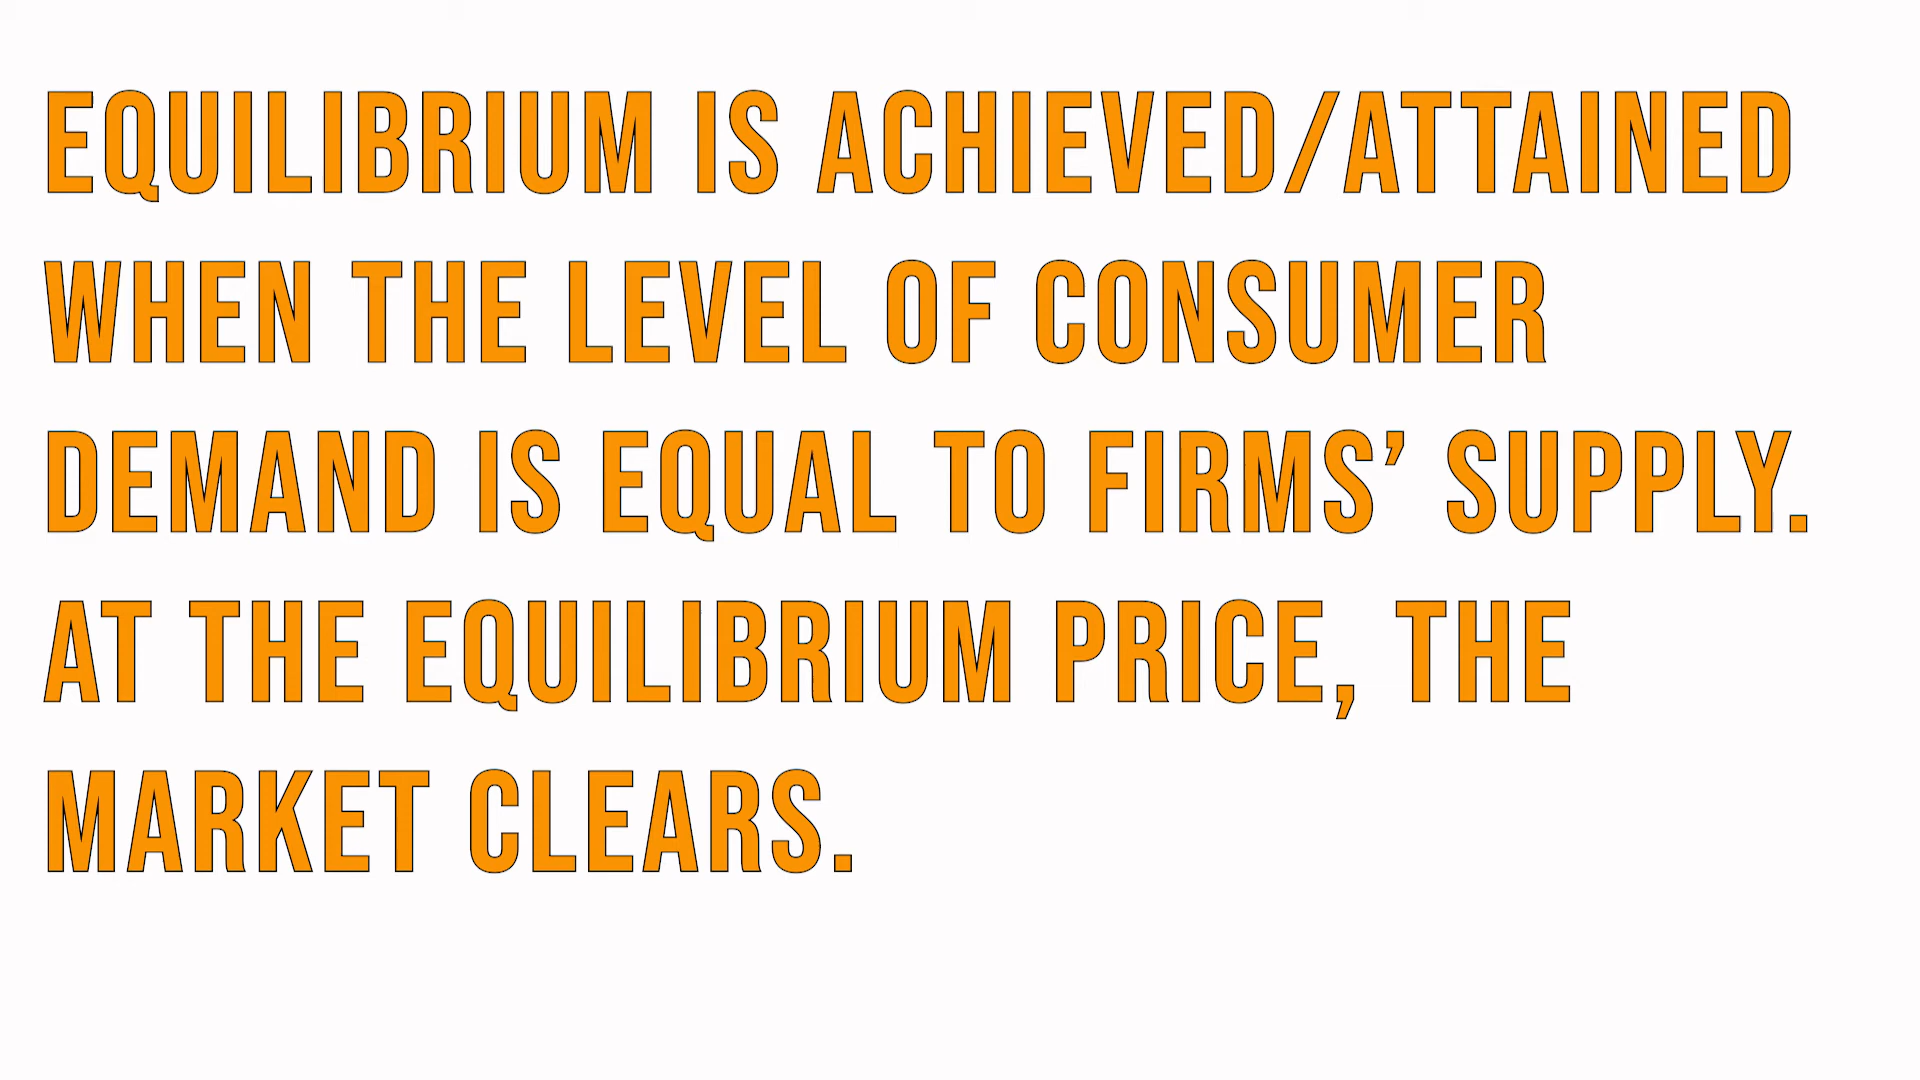 EQUILIBRIUM IS ACHIEVED/ATTAINED
WHEN THE LEVEL OF CONSUMER
DEMAND IS EQUAL TO FIRMS’ SUPPLY.
AT THE EQUILIBRIUM PRICE, THE
MARKET CLEARS.